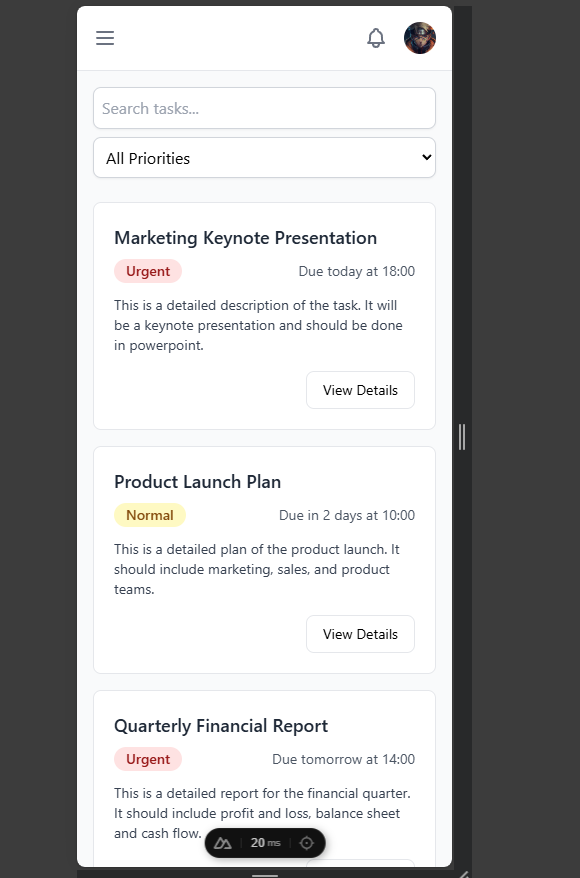 Search tasks...
All Priorities
Marketing Keynote Presentation
Urgent Due today at 18:00
This is a detailed description of the task. It will
be a keynote presentation and should be done
in powerpoint.
View Details
Product Launch Plan
Normal Due in 2 days at 10:00
This is a detailed plan of the product launch. It
should include marketing, sales, and product
teams.
View Details
Quarterly Financial Report
Urgent Due tomorrow at 14:00
This is a detailed report for the financial quarter.
It should include profit and loss, balance sheet
and cash flow.
20 ms